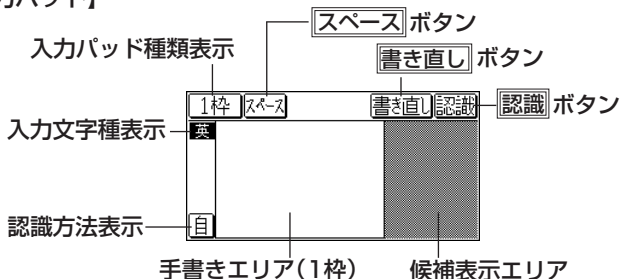 力パッド】
スペース ボタン
入力パッド種類表示
書き直し ボタン
1枠 スペース 書き直し 認識
認識 ボタン
入力文字種表示
英
認識方法表示
自
手書きエリア(1枠)
候補表示エリア